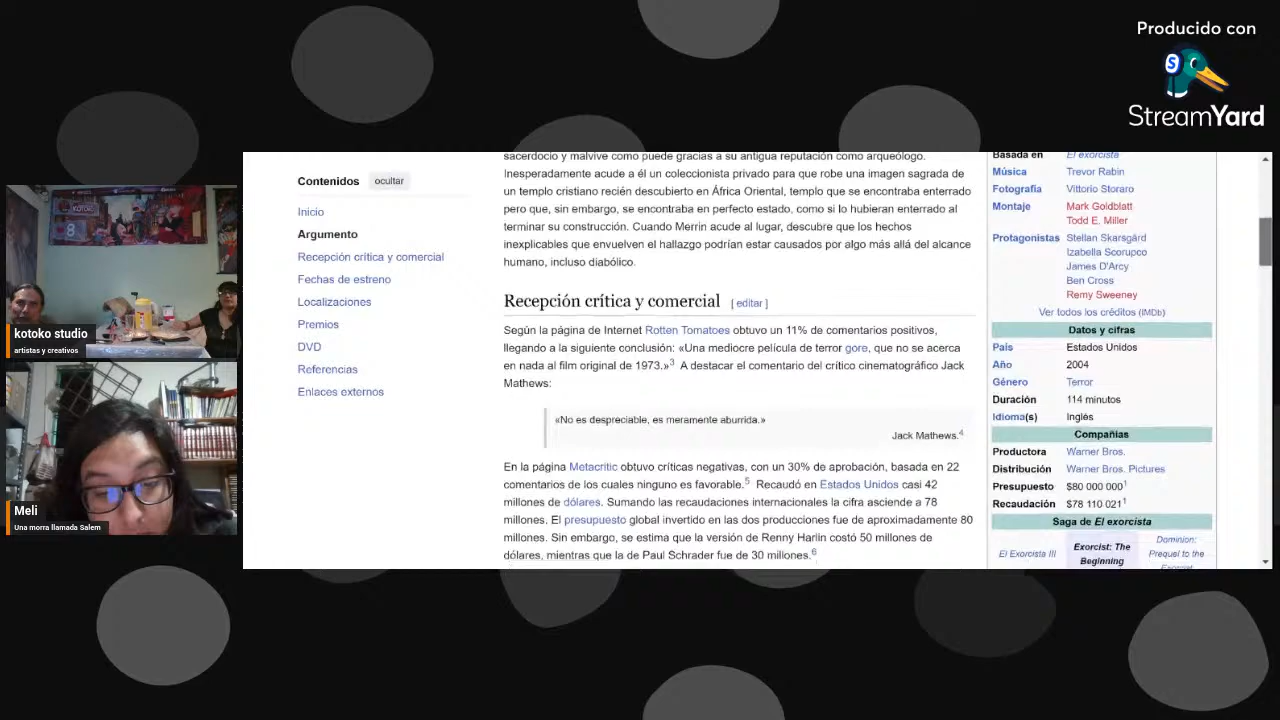 Producido con
StreamYard
kotoko studio
artistas y creativos
Meli
Una morra llamada Salem
Contenidos
ocultar
Inicio
Argumento
Recepción crítica y comercial
Fechas de estreno
Localizaciones
Premios
DVD
Referencias
Enlaces externos
sacerdocio y malvive como puede gracias a su antigua reputación como arqueólogo.
Inesperadamente acude a él un coleccionista privado para que robe una imagen sagrada
de un templo cristiano recién descubierto en África Oriental, templo que se encontraba enterrado
pero que, sin embargo, se encontraba en perfecto estado, como si lo hubieran enterrado al
terminar su construcción. Cuando Merrin acude al lugar, descubre que los hechos
inexplicables que envuelven el hallazgo podrían estar causados por algo más allá del alcance
humano, incluso diabólico.
Recepción crítica y comercial [ editar ]
Según la página de Internet Rotten Tomatoes obtuvo un 11% de comentarios positivos,
llegando a la siguiente conclusión: «Una mediocre película de terror gore, que no se acerca
en nada al film original de 1973.»3 A destacar el comentario del crítico cinematográfico Jack
Mathews:
«No es despreciable, es meramente aburrida.»
Jack Mathews.4
En la página Metacritic obtuvo críticas negativas, con un 30% de aprobación, basada en 22
comentarios de los cuales ninguno es favorable.5 Recaudó en Estados Unidos casi 42
millones de dólares. Sumando las recaudaciones internacionales la cifra asciende a 78
millones. El presupuesto global invertido en las dos producciones fue de aproximadamente 80
millones. Sin embargo, se estima que la versión de Renny Harlin costó 50 millones de
dólares, mientras que la de Paul Schrader fue de 30 millones.6
Basada en El exorcista
Música Trevor Rabin
Fotografía Vittorio Storaro
Montaje Mark Goldblatt
Todd E. Miller
Protagonistas Stellan Skarsgård
Izabella Scorupco
James D'Arcy
Ben Cross
Remy Sweeney
Ver todos los créditos (IMDb)
Datos y cifras
País Estados Unidos
Año 2004
Género Terror
Duración 114 minutos
Idioma(s) Inglés
Compañías
Productora Warner Bros.
Distribución Warner Bros. Pictures
Presupuesto $80 000 0001
Recaudación $78 110 0211
Saga de El exorcista
El Exorcista III
Exorcist: The
Beginning
Dominion:
Prequel to the